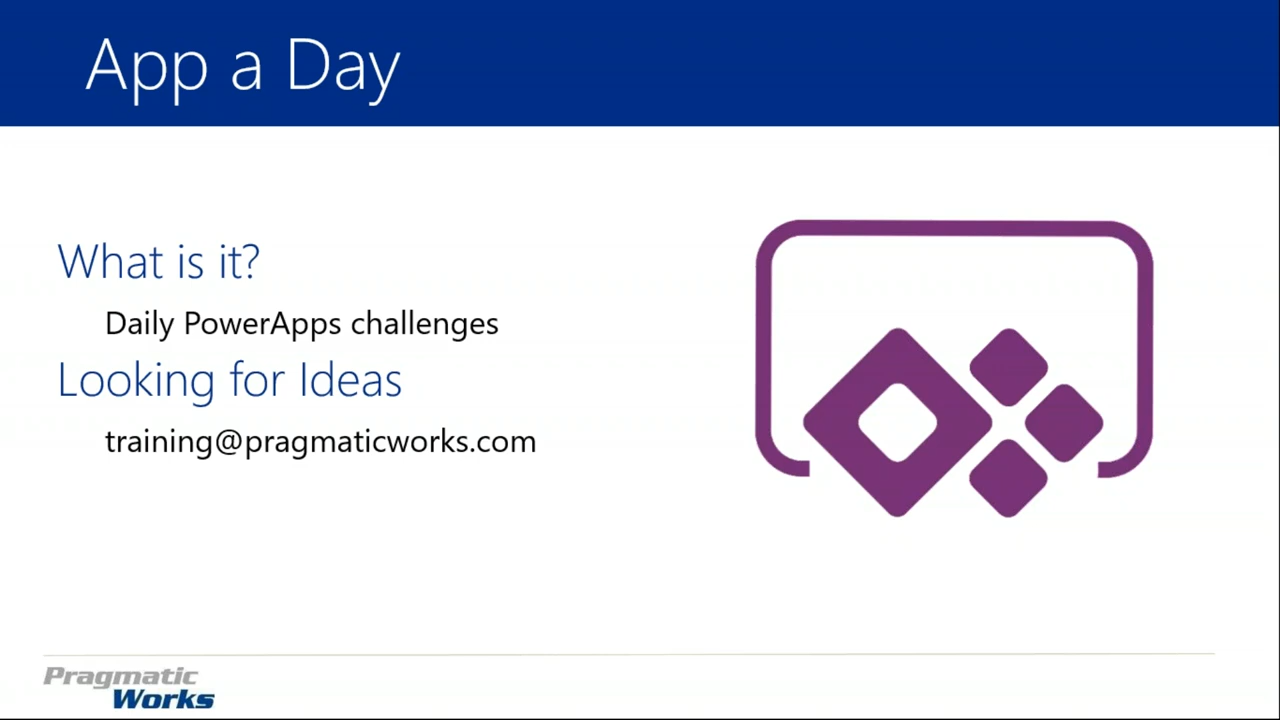 App a Day
What is it?
Daily PowerApps challenges
Looking for Ideas
training@pragmaticworks.com
Pragmatic
Works